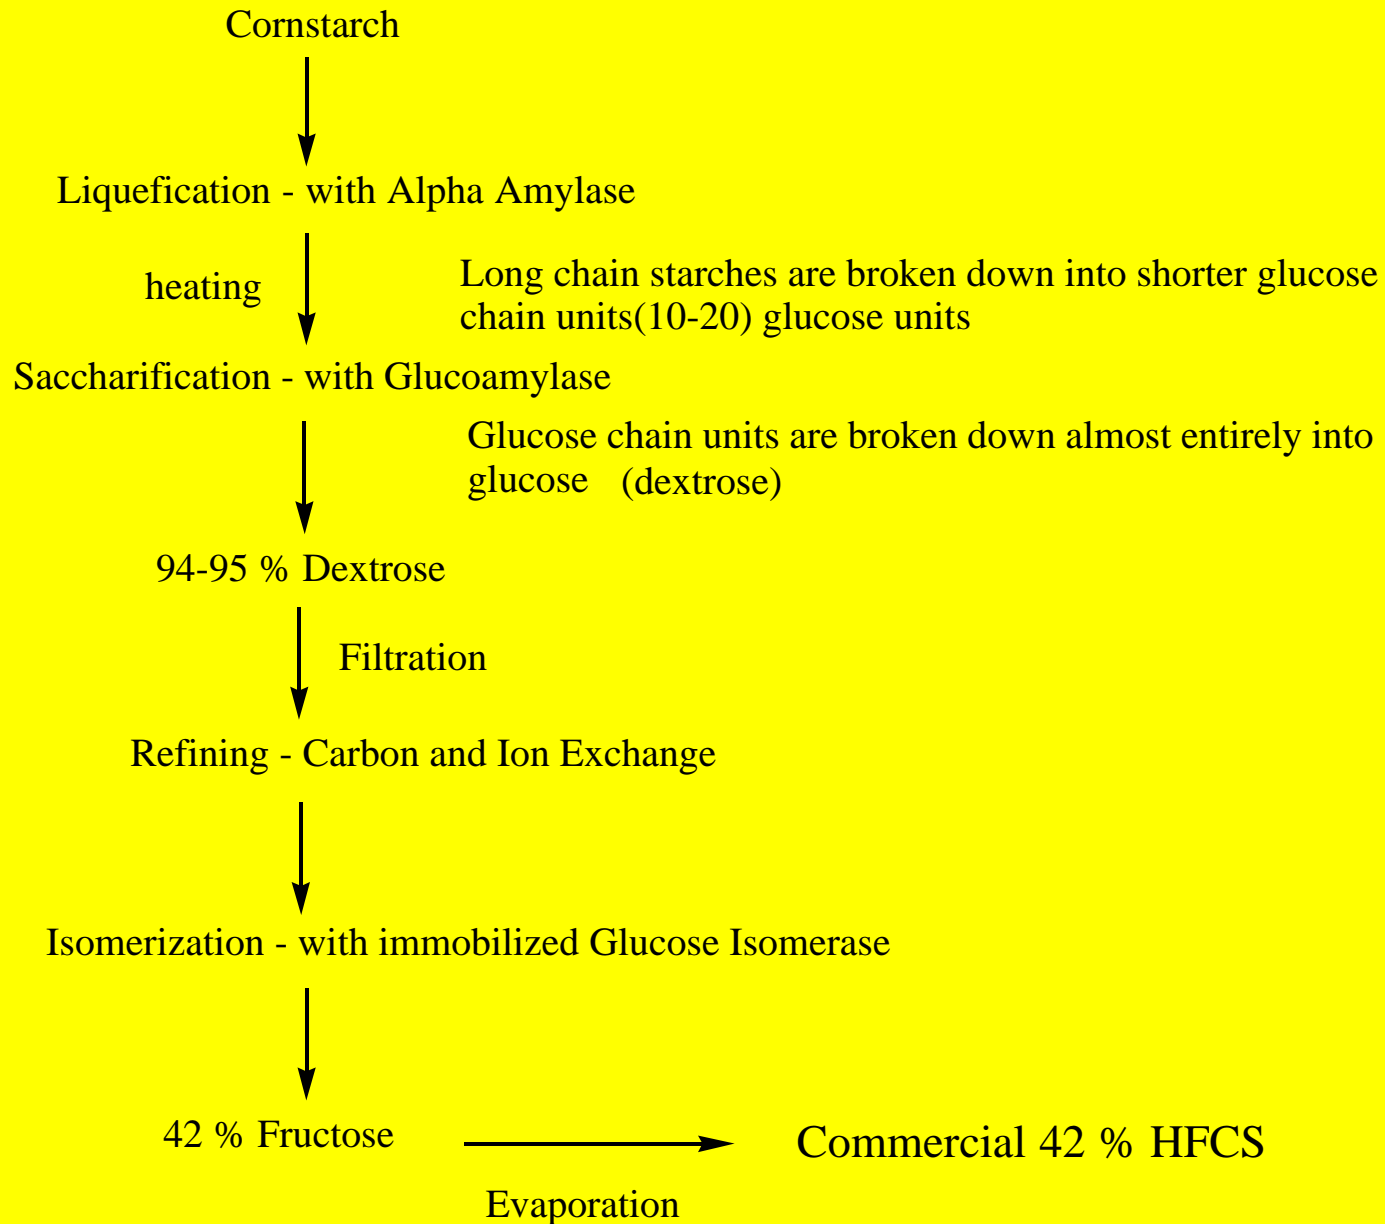 Cornstarch
Liquefication - with Alpha Amylase
heating
Long chain starches are broken down into shorter glucose
chain units(10-20) glucose units
Saccharification - with Glucoamylase
Glucose chain units are broken down almost entirely into
glucose (dextrose)
94-95 % Dextrose
Filtration
Refining - Carbon and Ion Exchange
Isomerization - with immobilized Glucose Isomerase
42 % Fructose
Commercial 42 % HFCS
Evaporation